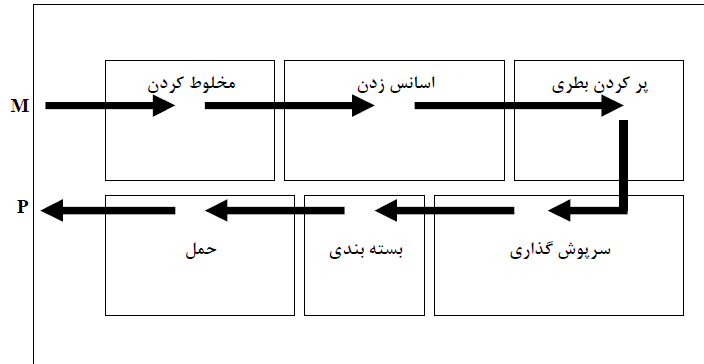 M
مخلوط کردن
اسانس زدن
پر کردن بطری
سرپوش گذاری
بسته بندی
حمل
P